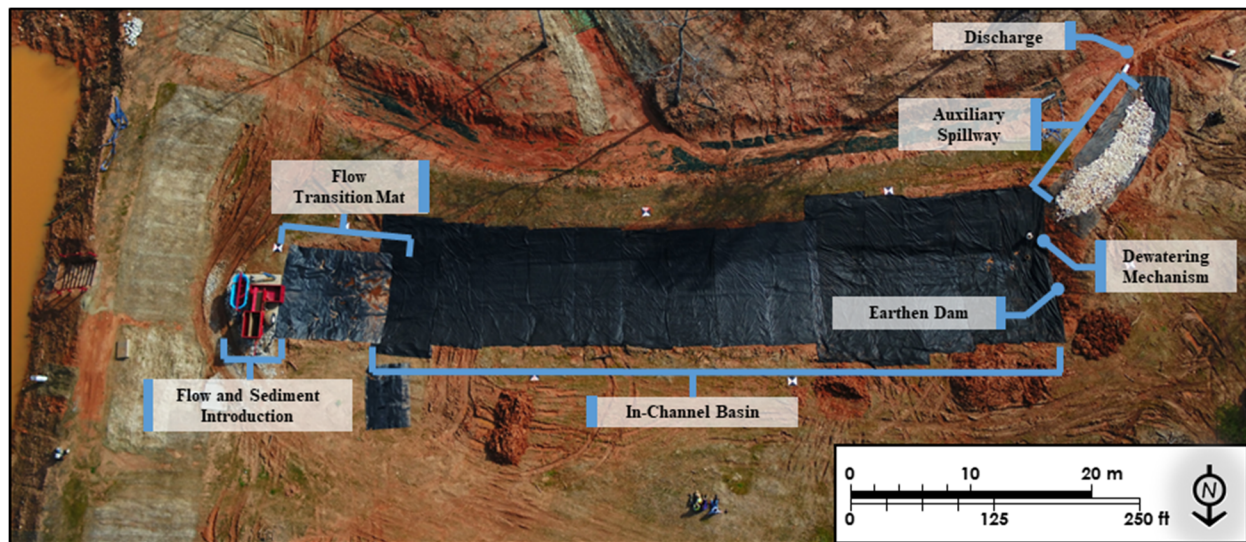 Discharge
Auxiliary
Spillway
Flow
Transition Mat
Dewatering
Mechanism
Earthen Dam
Flow and Sediment
Introduction
In-Channel Basin
0 10 20 m
0 125 250 ft
N